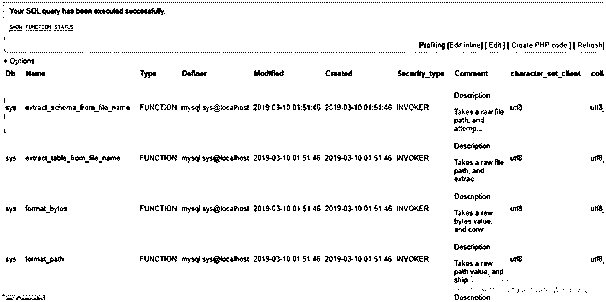 Your SQL query has been executed successfully.
SHOW FUNCTION STATUS
Profiling [Edit inline] [ Edit ] [ Create PHP code ] [ Refresh]
+ Options
Db Name Type Definer Modified Created Security_type Comment character_set_client
Description
sys extract_schema_from_file_name FUNCTION mysql.sys@localhost 2019-03-10 01:51:46 2019-03-10 01:51:46 INVOKER Takes a raw file utf8 utf8
path, and
attemp...
Description
sys extract_table_from_file_name FUNCTION mysql.sys@localhost 2019-03-10 01:51:46 2019-03-10 01:51:46 INVOKER Takes a raw file utf8 utf8
path, and
extrac
Description
sys format_bytes FUNCTION mysql.sys@localhost 2019-03-10 01:51:46 2019-03-10 01:51:46 INVOKER Takes a raw utf8 utf8
bytes value,
and conv
Description
sys format_path FUNCTION mysql.sys@localhost 2019-03-10 01:51:46 2019-03-10 01:51:46 INVOKER Takes a raw utf8 utf8
path value, and
strip...
Description